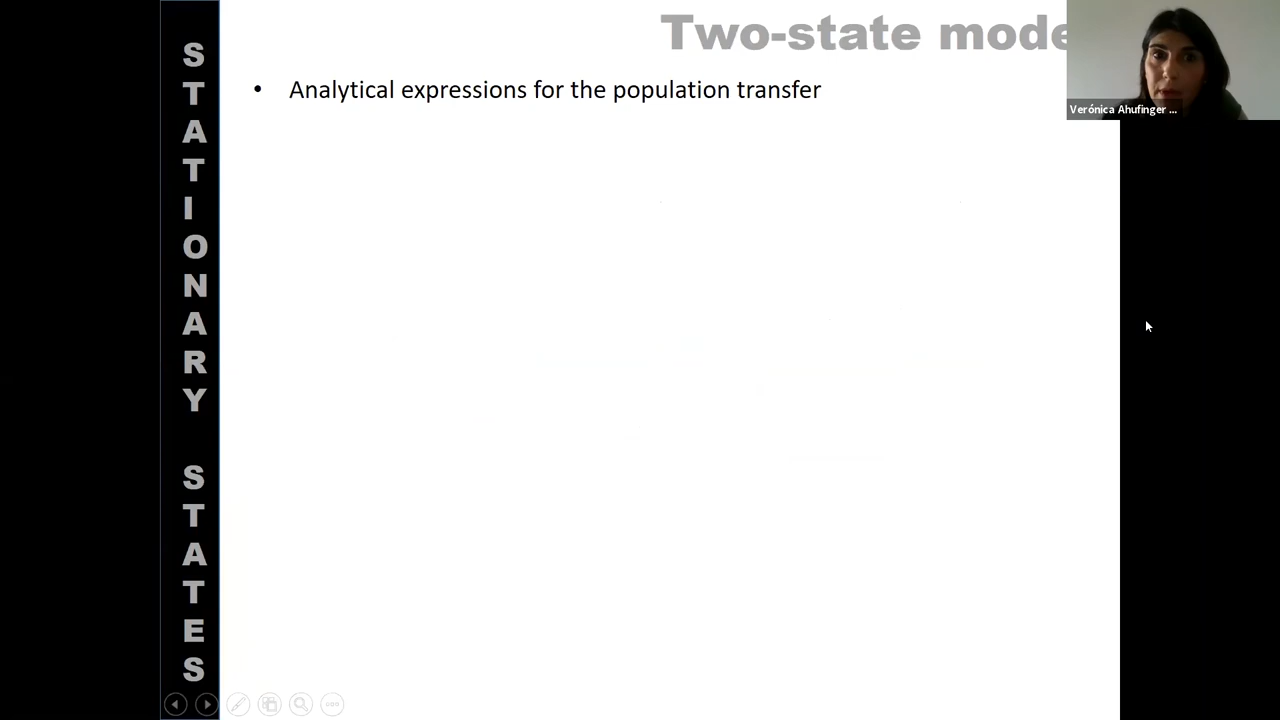 Two-state mode
• Analytical expressions for the population transfer
STATIONARY STATES
Verónica Ahufinger ...